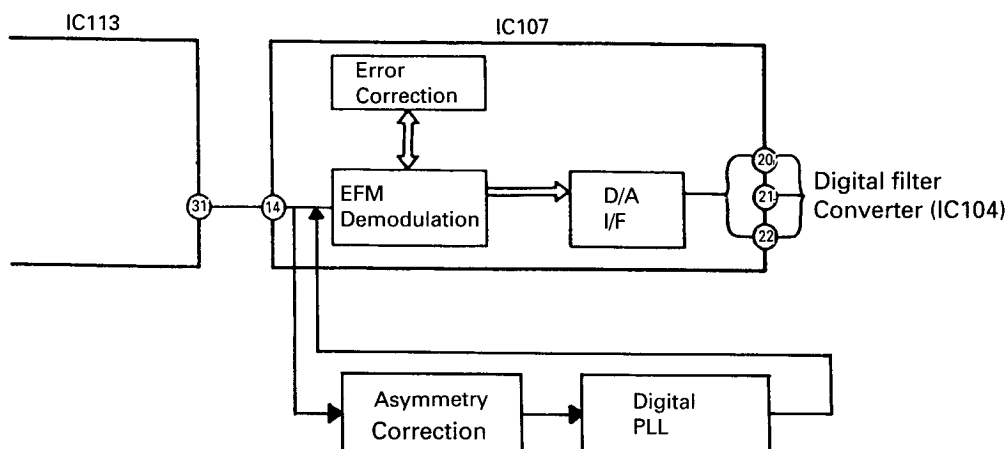 IC113
IC107
Error
Correction
EFM
Demodulation
D/A
I/F
31
14
20
21
22
Digital filter
Converter (IC104)
Asymmetry
Correction
Digital
PLL